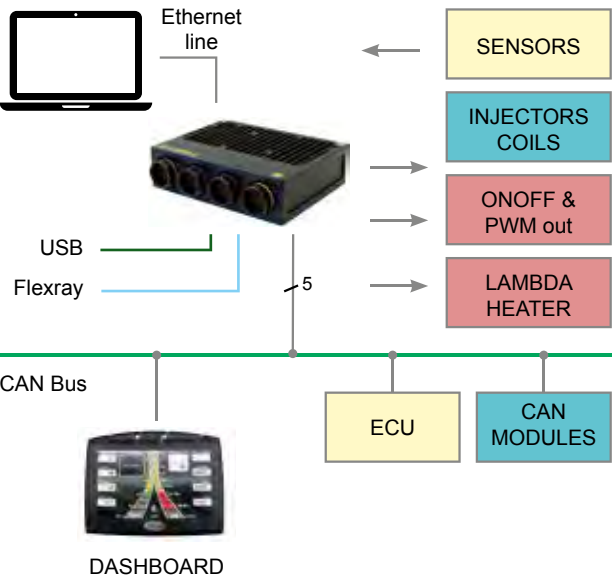 Ethernet
line
SENSORS
INJECTORS
COILS
ONOFF &
PWM out
USB
Flexray
5
LAMBDA
HEATER
CAN Bus
ECU
CAN
MODULES
DASHBOARD